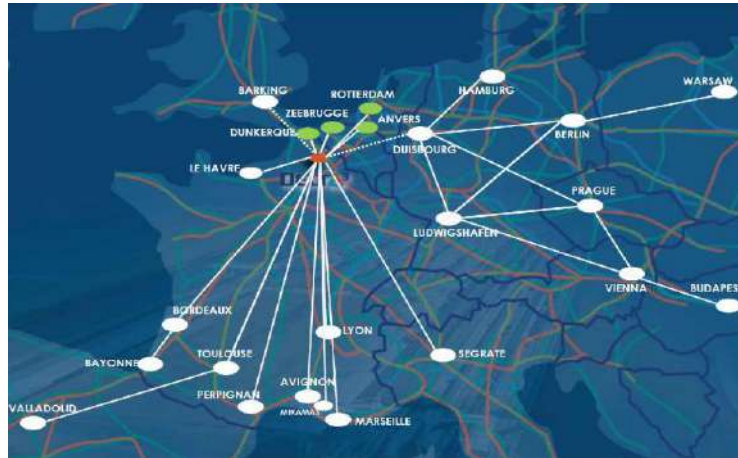 WARSAW
HAMBURG
BARKING
ROTTERDAM
ZEEBRUGGE
ANVERS
DUNKERQUE
BERLIN
DUISBOURG
LE HAVRE
PRAGUE
LUDWIGSHAFEN
VIENNA
BUDAPES
BORDEAUX
LYON
SEGRATE
BAYONNE
TOULOUSE
AVIGNON
PERPIGNAN
MIRAMAS
VALLADOLID
MARSEILLE